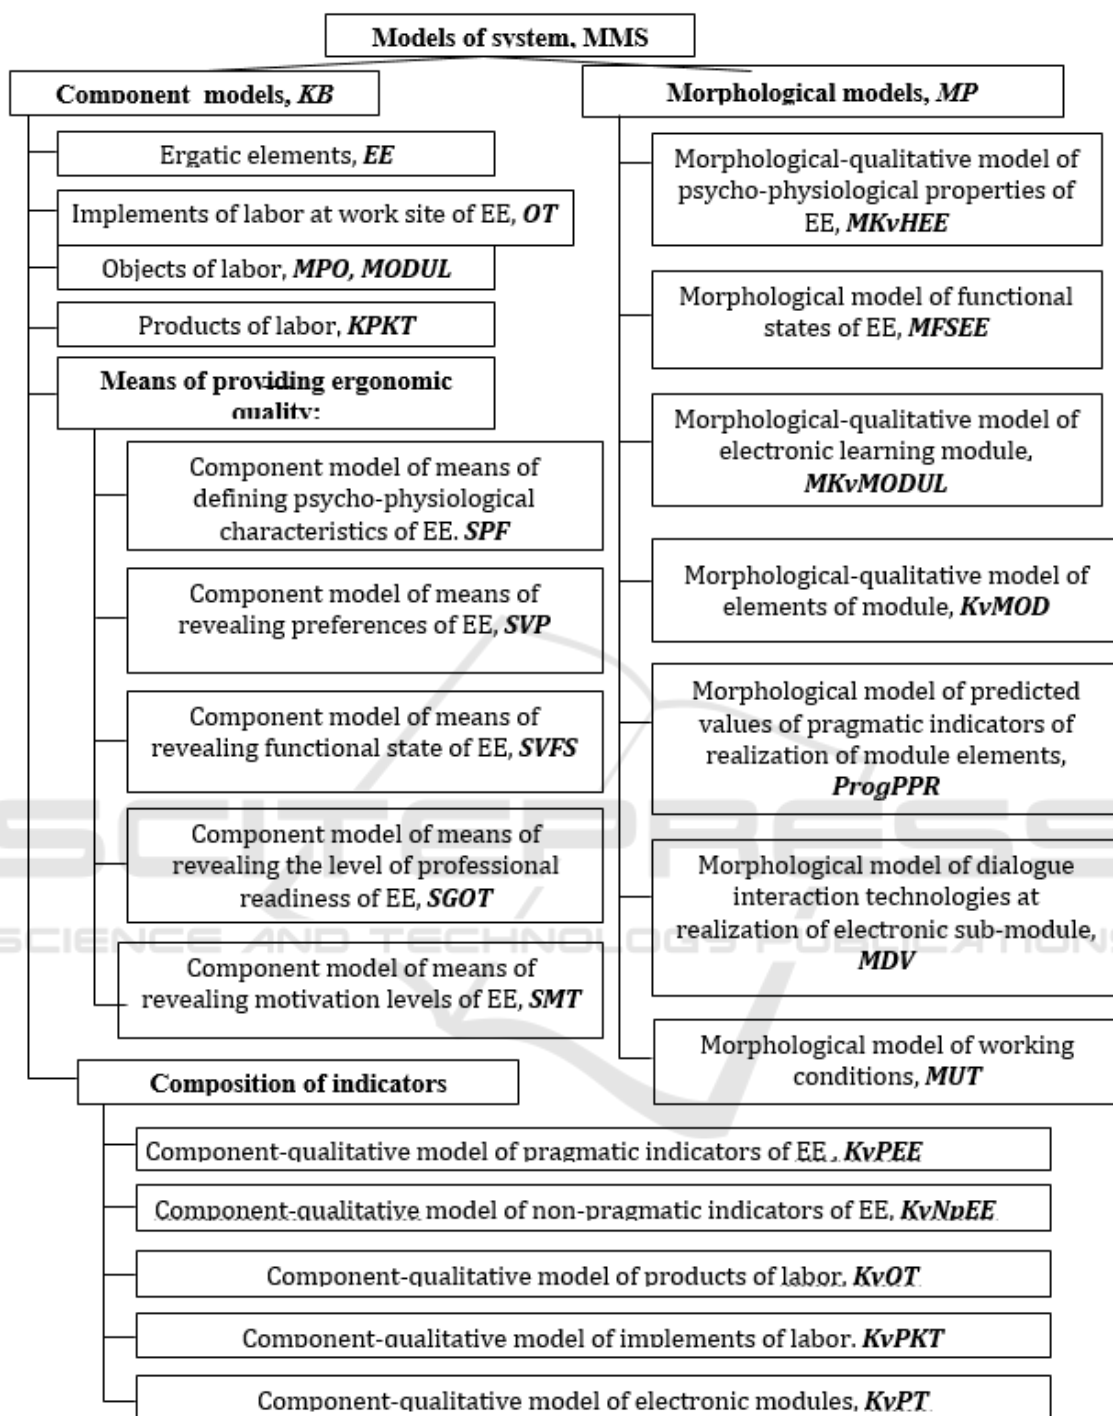 Models of system, MMS
Component models, KB
Ergatic elements, EE
Implements of labor at work site of EE, OT
Objects of labor, MPO, MODUL
Products of labor, KPKT
Means of providing ergonomic
quality:
Component model of means of
defining psycho-physiological
characteristics of EE. SPF
Component model of means of
revealing preferences of EE, SVP
Component model of means of
revealing functional state of EE, SVFS
Component model of means of
revealing the level of professional
readiness of EE, SGOT
Component model of means of
revealing motivation levels of EE, SMT
Composition of indicators
Component-qualitative model of pragmatic indicators of EE , KvPEE
Component-qualitative model of non-pragmatic indicators of EE, KvNpEE
Component-qualitative model of products of labor, KvOT
Component-qualitative model of implements of labor. KvPKT
Component-qualitative model of electronic modules, KvPT
Morphological models, MP
Morphological-qualitative model of
psycho-physiological properties of
EE, MKvHEE
Morphological model of functional
states of EE, MFSEE
Morphological-qualitative model of
electronic learning module,
MKvMODUL
Morphological-qualitative model of
elements of module, KvMOD
Morphological model of predicted
values of pragmatic indicators of
realization of module elements,
ProgPPR
Morphological model of dialogue
interaction technologies at
realization of electronic sub-module,
MDV
Morphological model of working
conditions, MUT
SCITEPRESS
SCIENCE AND TECHNOLOGY PUBLICATIONS